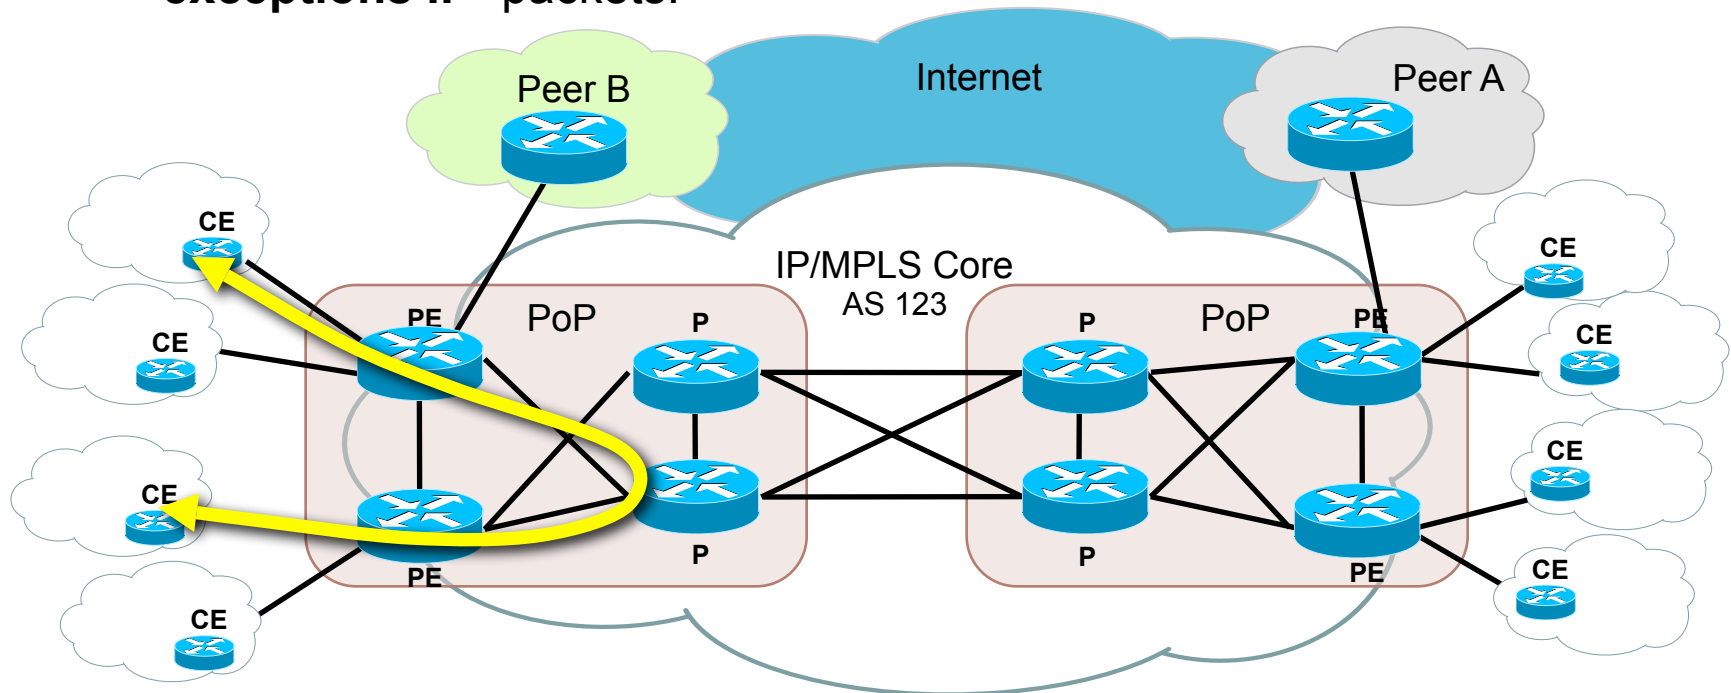 packets.
Internet
Peer B
Peer A
CE
CE
IP/MPLS Core
AS 123
PE
PoP
P
P
PoP
PE
CE
CE
CE
CE
P
P
PE
PE
CE
CE